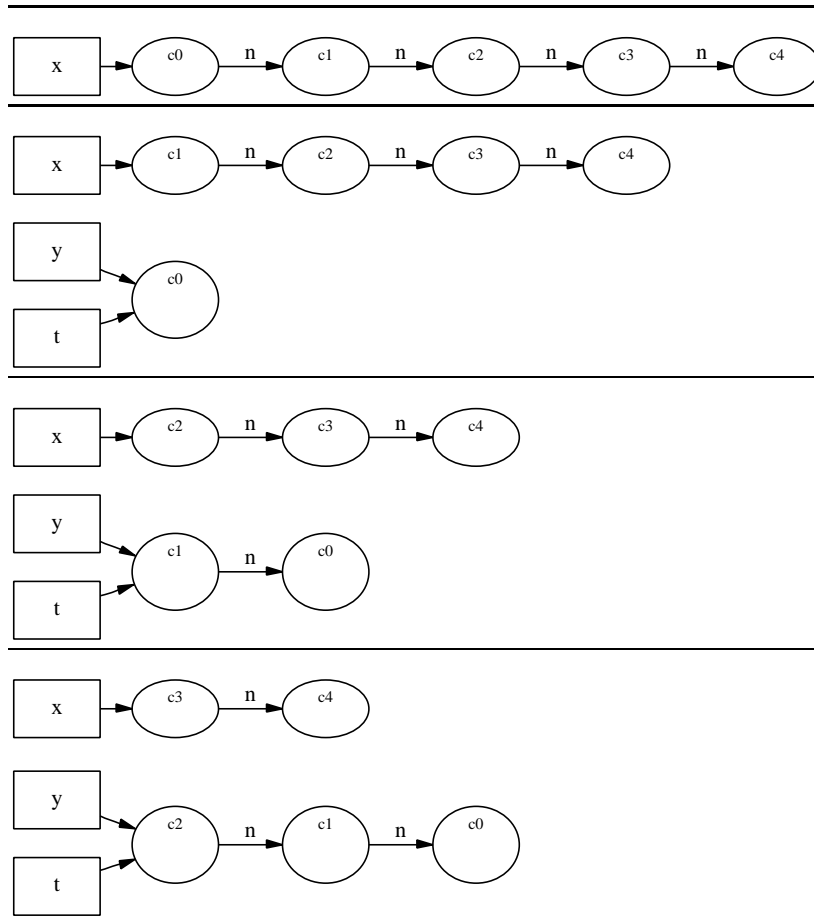 x c0 n c1 n c2 n c3 n c4
x c1 n c2 n c3 n c4
y
c0
t
x c2 n c3 n c4
y
c1 n c0
t
x c3 n c4
y
c2 n c1 n c0
t